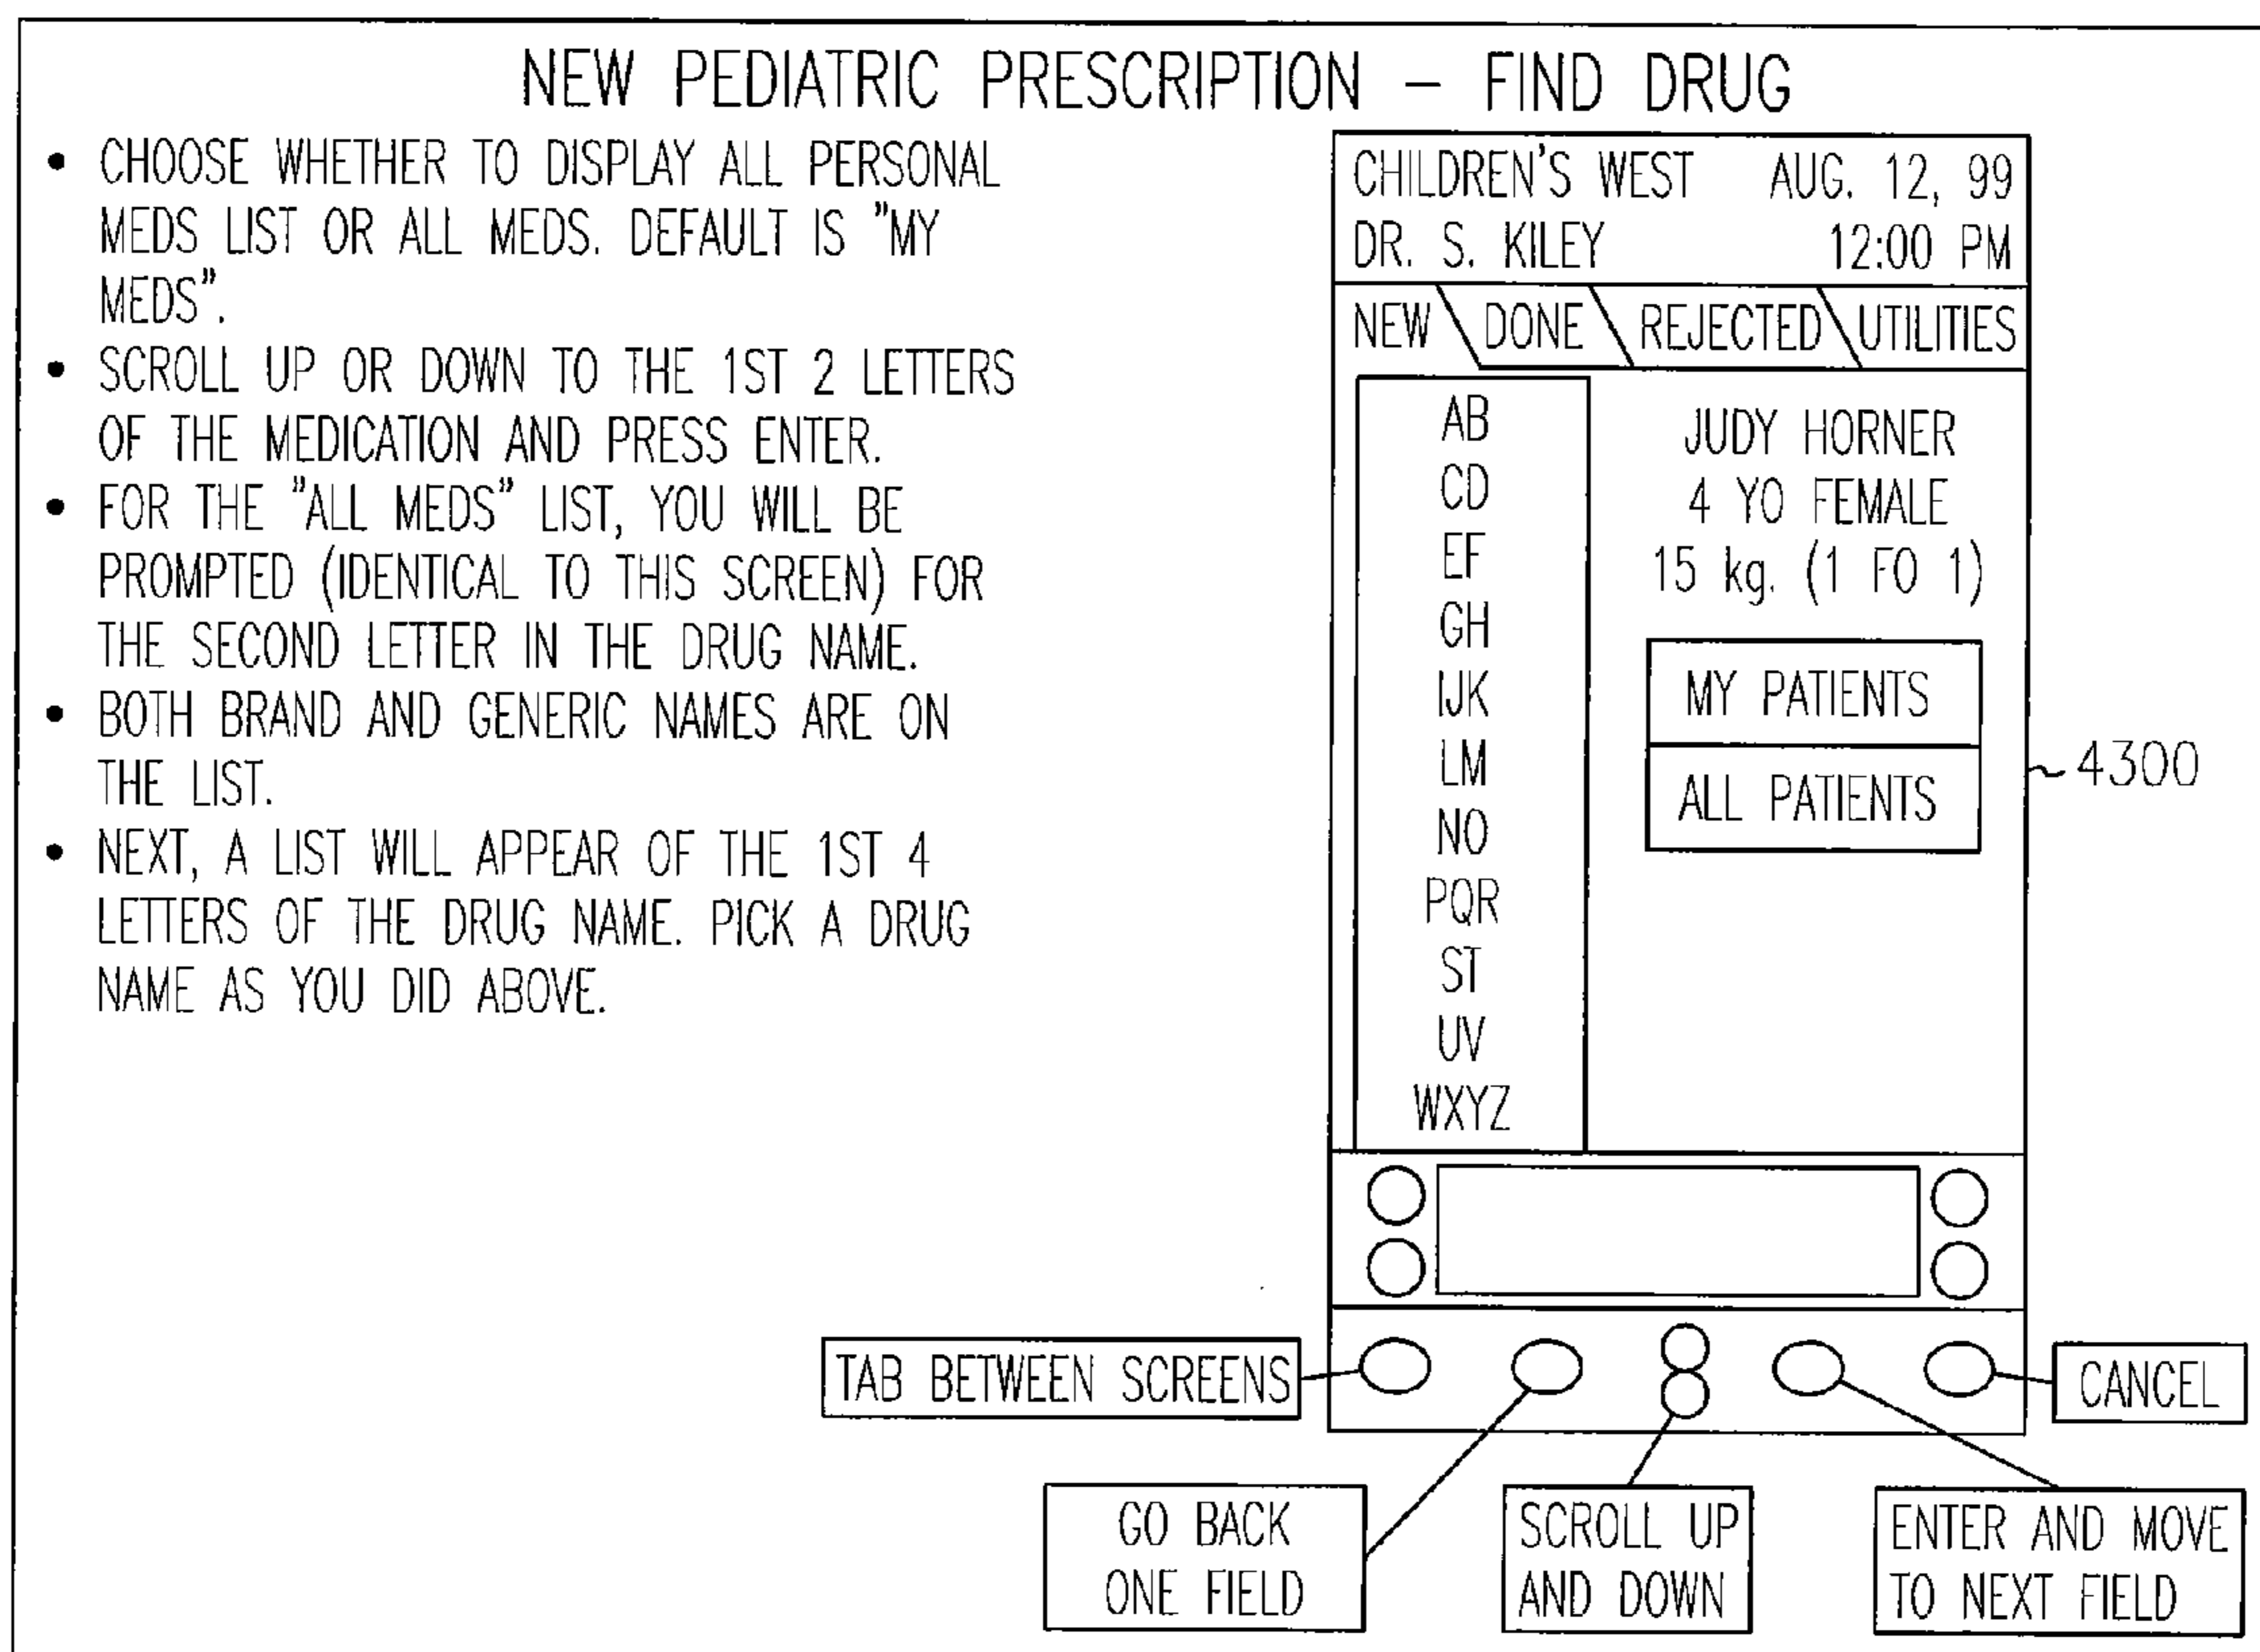 NEW PEDIATRIC PRESCRIPTION – FIND DRUG
• CHOOSE WHETHER TO DISPLAY ALL PERSONAL
MEDS LIST OR ALL MEDS. DEFAULT IS "MY
MEDS".
• SCROLL UP OR DOWN TO THE 1ST 2 LETTERS
OF THE MEDICATION AND PRESS ENTER.
• FOR THE "ALL MEDS" LIST, YOU WILL BE
PROMPTED (IDENTICAL TO THIS SCREEN) FOR
THE SECOND LETTER IN THE DRUG NAME.
• BOTH BRAND AND GENERIC NAMES ARE ON
THE LIST.
• NEXT, A LIST WILL APPEAR OF THE 1ST 4
LETTERS OF THE DRUG NAME. PICK A DRUG
NAME AS YOU DID ABOVE.
CHILDREN'S WEST AUG. 12, 99
DR. S. KILEY 12:00 PM
NEW DONE REJECTED UTILITIES
AB
CD
EF
GH
IJK
LM
NO
PQR
ST
UV
WXYZ
JUDY HORNER
4 YO FEMALE
15 kg. (1 FO 1)
MY PATIENTS
ALL PATIENTS
4300
TAB BETWEEN SCREENS
CANCEL
GO BACK
ONE FIELD
SCROLL UP
AND DOWN
ENTER AND MOVE
TO NEXT FIELD